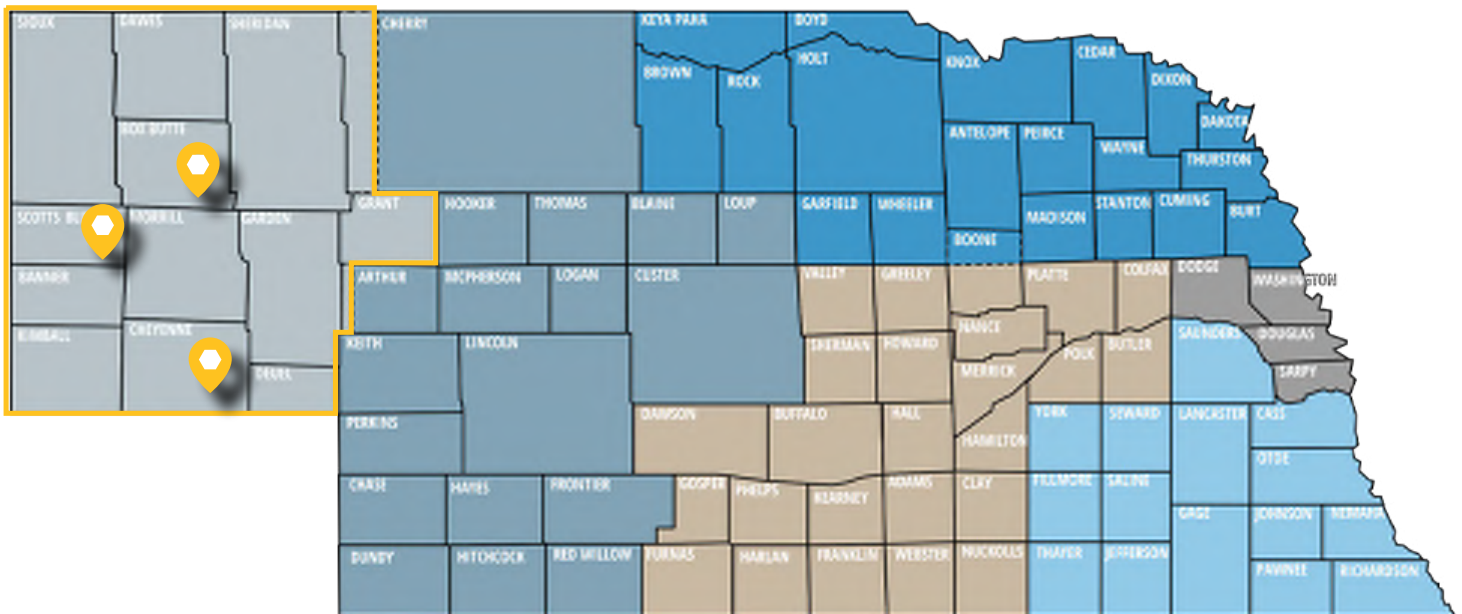 SIOUX
DAWES
SHERIDAN
CHERRY
KEYA PAHA
BOYD
HOLT
KNOX
CEDAR
DIXON
DAKOTA
BROWN
ROCK
BOX BUTTE
ANTELOPE
PEIRCE
WAYNE
THURSTON
SCOTTS BL
MORRILL
GARDEN
GRANT
HOOKER
THOMAS
BLAINE
LOUP
GARFIELD
WHEELER
BOONE
MADISON
STANTON
CUMING
BURT
BANNER
ARTHUR
MCPHERSON
LOGAN
CUSTER
VALLEY
GREELEY
PLATTE
COLFAX
DODGE
WASHINGTON
KIMBALL
CHEYENNE
DEUEL
KEITH
LINCOLN
SHERMAN
HOWARD
NANCE
MERRICK
POLK
BUTLER
SAUNDERS
DOUGLAS
SARPY
PERKINS
DAWSON
BUFFALO
HALL
HAMILTON
YORK
SEWARD
LANCASTER
CASS
OTOE
CHASE
HAYES
FRONTIER
GOSPER
PHELPS
KEARNEY
ADAMS
CLAY
FILLMORE
SALINE
GAGE
JOHNSON
NEMAHA
DUNDY
HITCHCOCK
RED WILLOW
FURNAS
HARLAN
FRANKLIN
WEBSTER
NUCKOLLS
THAYER
JEFFERSON
PAWNEE
RICHARDSON